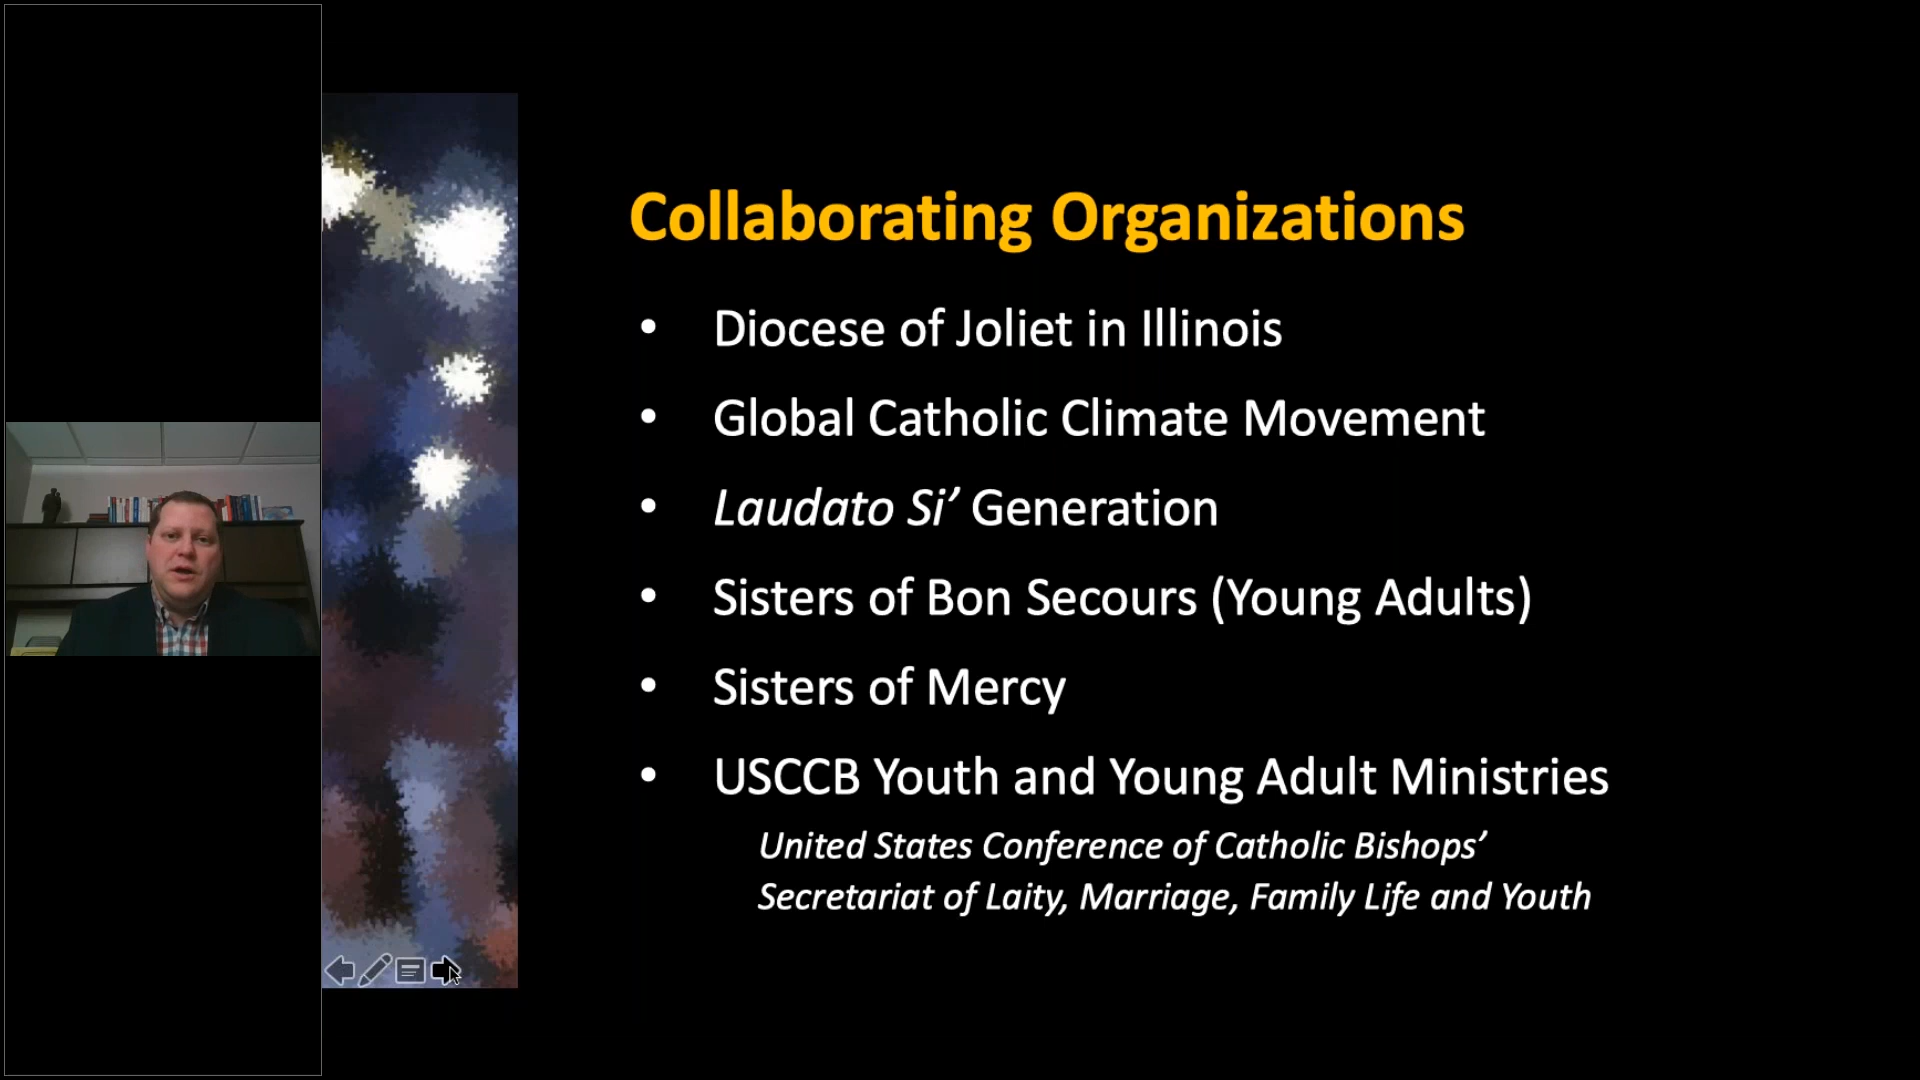 Collaborating Organizations
• Diocese of Joliet in Illinois
• Global Catholic Climate Movement
• Laudato Si’ Generation
• Sisters of Bon Secours (Young Adults)
• Sisters of Mercy
• USCCB Youth and Young Adult Ministries
United States Conference of Catholic Bishops’
Secretariat of Laity, Marriage, Family Life and Youth